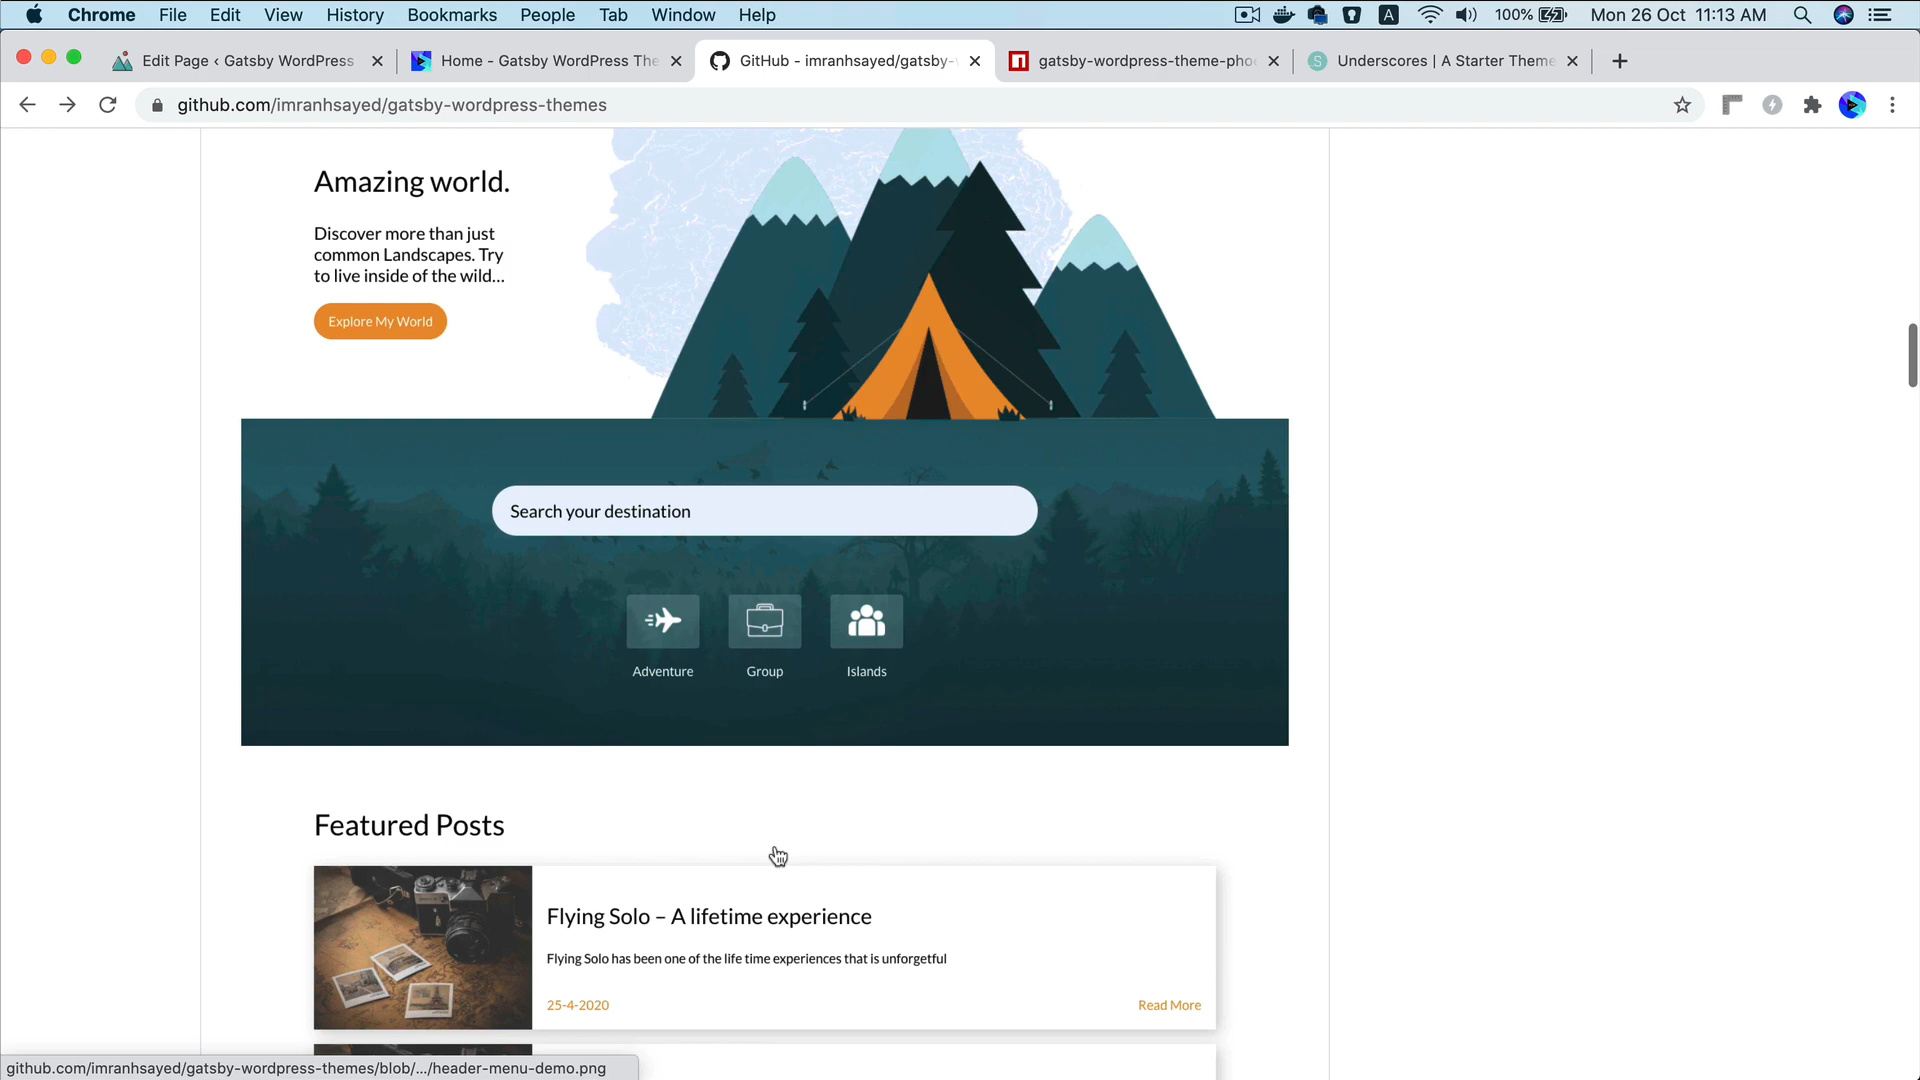 Chrome File Edit View History Bookmarks People Tab Window Help A 100% Mon 26 Oct 11:13 AM
Edit Page ‹ Gatsby WordPress Home - Gatsby WordPress The GitHub - imranhsayed/gatsby-w gatsby-wordpress-theme-phoe Underscores | A Starter Theme
github.com/imranhsayed/gatsby-wordpress-themes
Amazing world.
Discover more than just
common Landscapes. Try
to live inside of the wild...
Explore My World
Search your destination
Adventure Group Islands
Featured Posts
Flying Solo – A lifetime experience
Flying Solo has been one of the life time experiences that is unforgetful
25-4-2020 Read More
github.com/imranhsayed/gatsby-wordpress-themes/blob/.../header-menu-demo.png